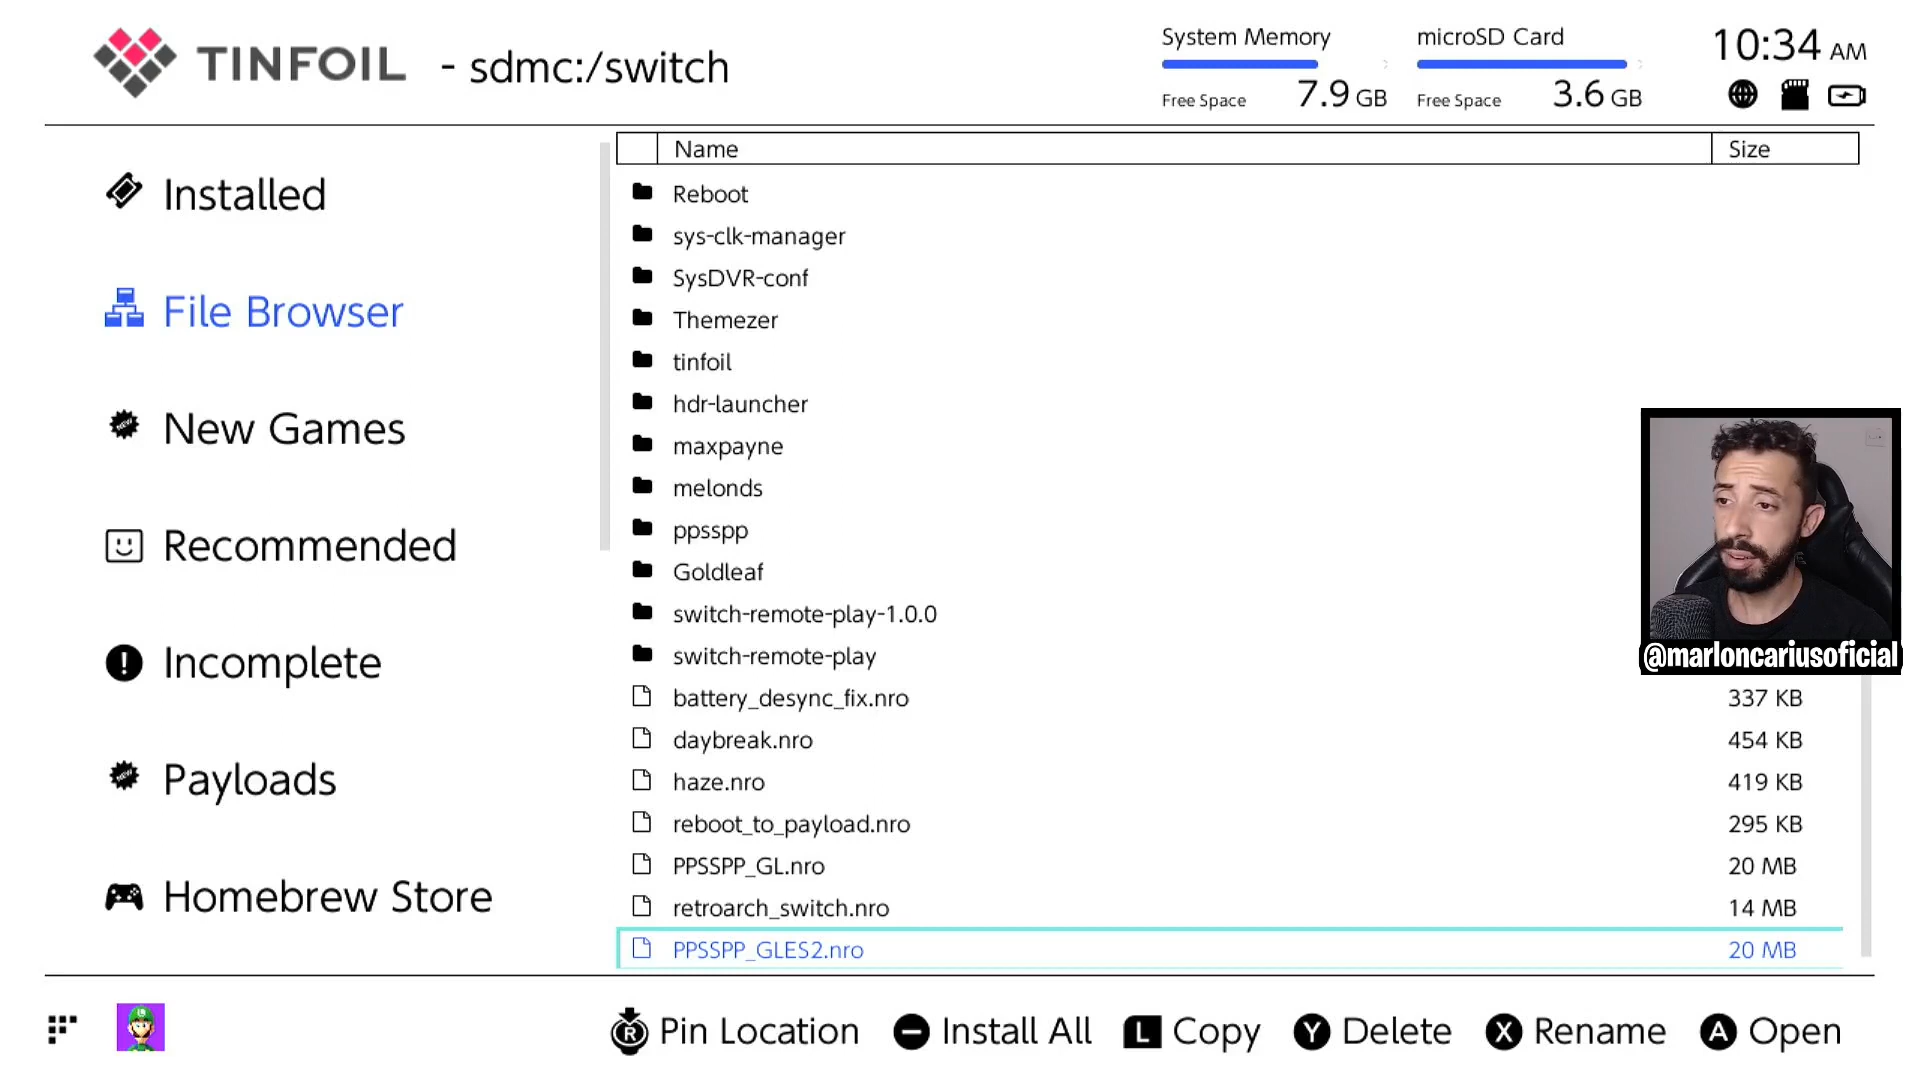 TINFOIL - sdmc:/switch
System Memory
Free Space 7.9 GB
microSD Card
Free Space 3.6 GB
10:34 AM
Installed
File Browser
New Games
Recommended
Incomplete
Payloads
Homebrew Store
Name Size
Reboot
sys-clk-manager
SysDVR-conf
Themezer
tinfoil
hdr-launcher
maxpayne
melonds
ppsspp
Goldleaf
switch-remote-play-1.0.0
switch-remote-play
battery_desync_fix.nro 337 KB
daybreak.nro 454 KB
haze.nro 419 KB
reboot_to_payload.nro 295 KB
PPSSPP_GL.nro 20 MB
retroarch_switch.nro 14 MB
PPSSPP_GLES2.nro 20 MB
@marloncariusoficial
R Pin Location Install All L Copy Y Delete X Rename A Open